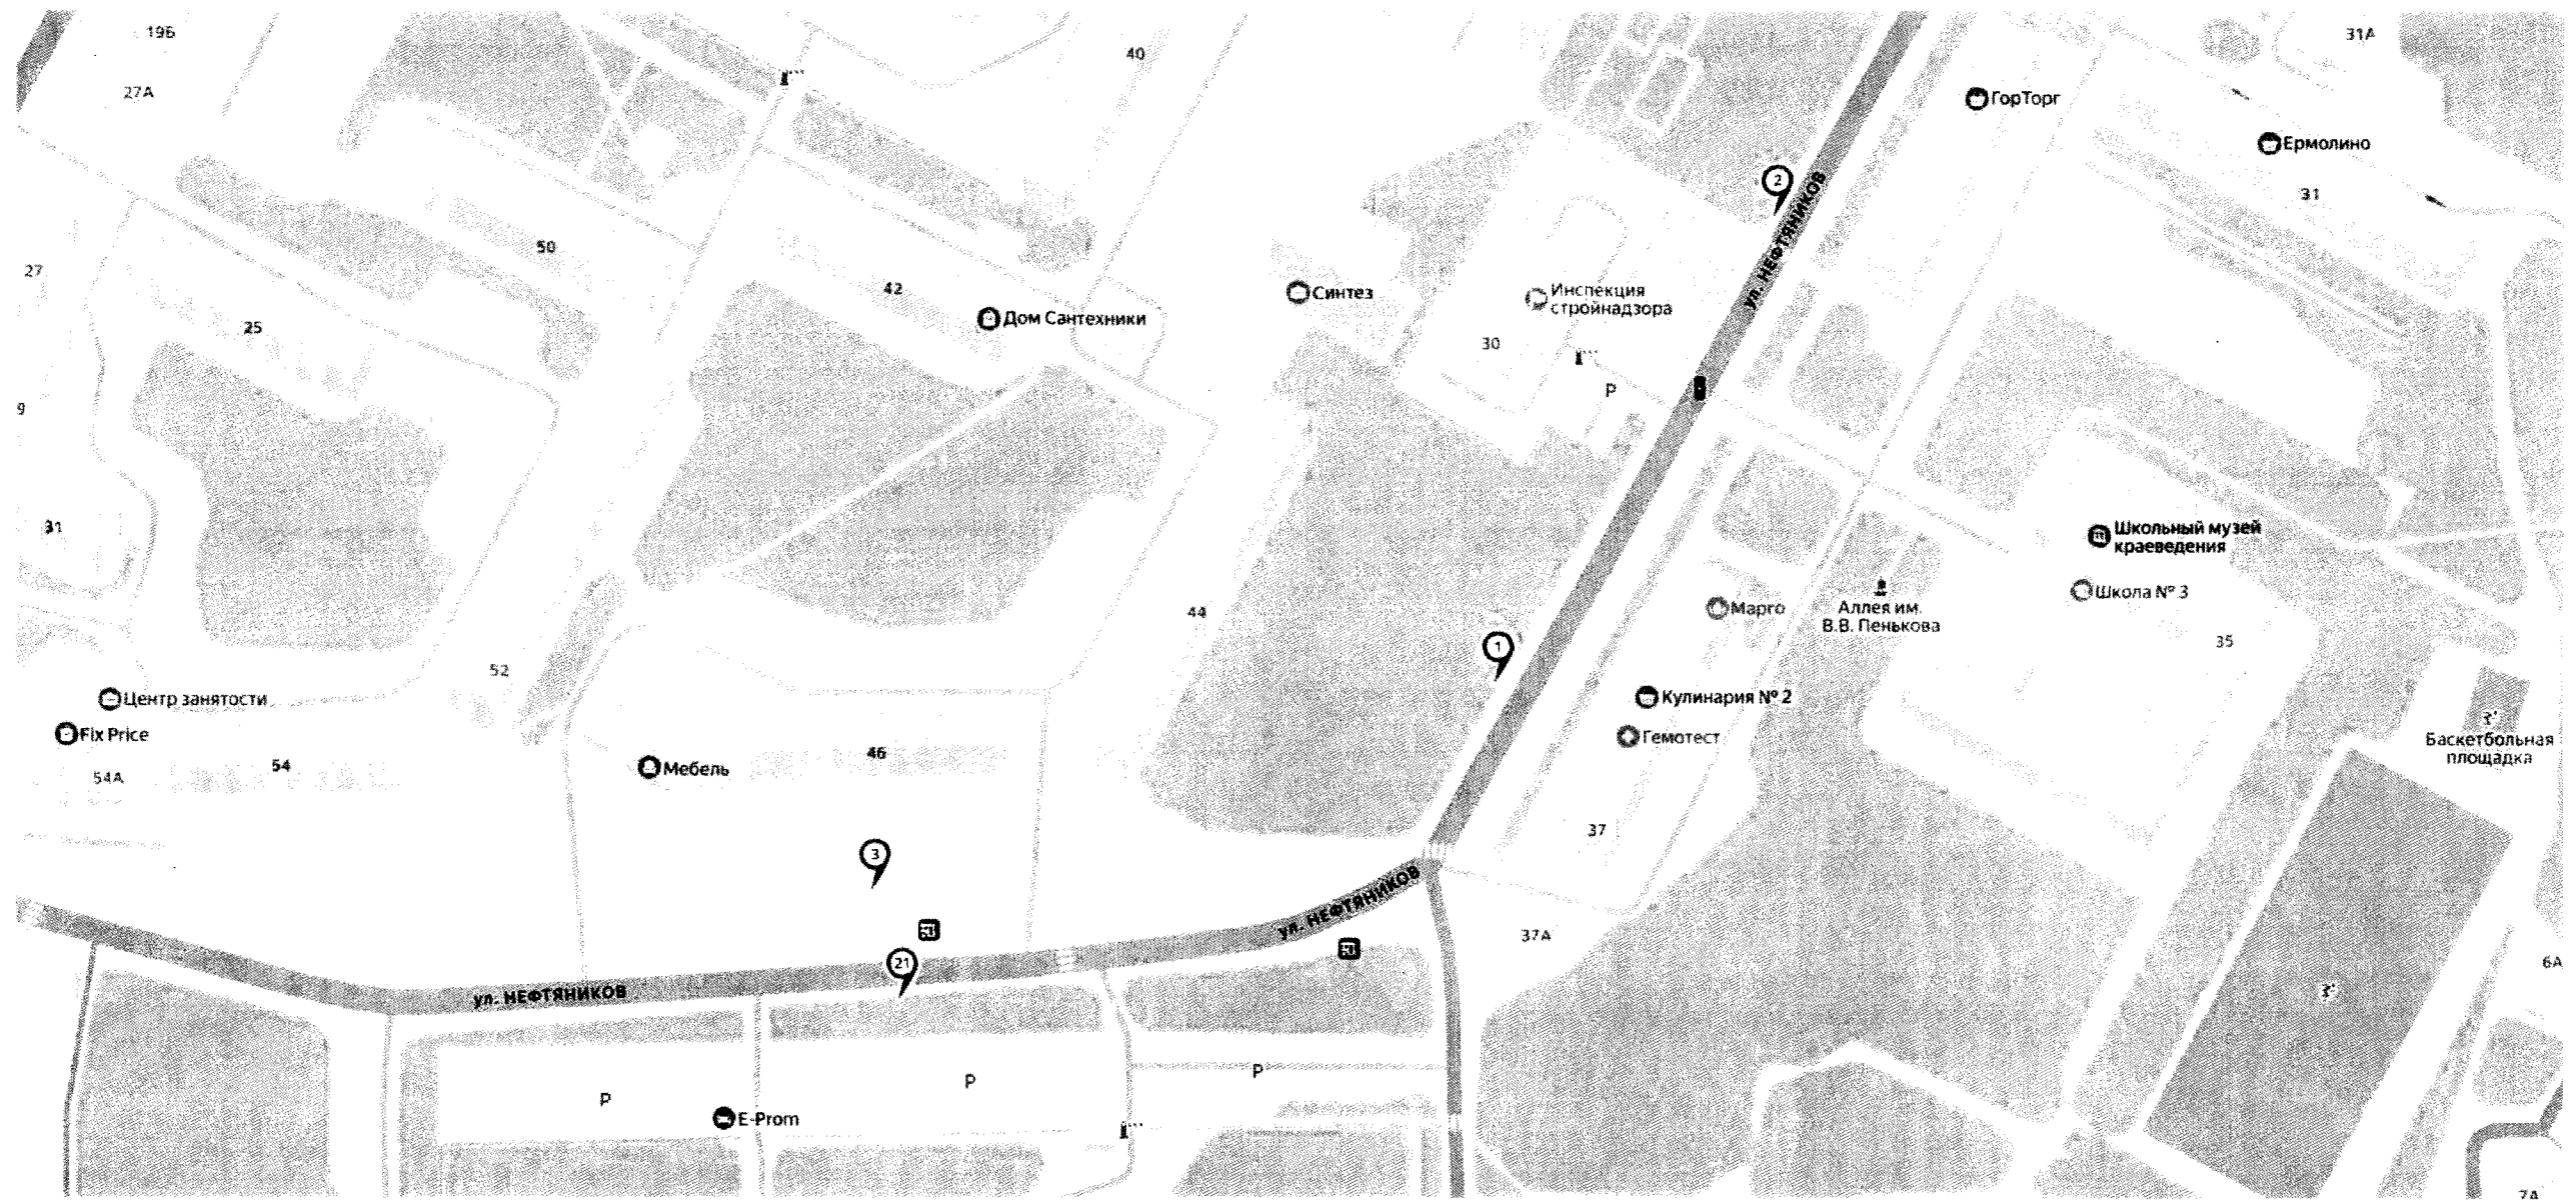 19Б
40
31А
27А
ГорТорг
Ермолино
2
31
ул. НЕФТЯНИКОВ
50
27
42
Синтез
Инспекция
стройнадзора
Дом Сантехники
25
30
P
9
31
Школьный музей
краеведения
Школа № 3
44
Марго
Аллея им.
В.В. Пенькова
35
1
52
Центр занятости
Кулинария № 2
Fix Price
Гемотест
Баскетбольная
площадка
54А
54
Мебель
46
37
3
ул. НЕФТЯНИКОВ
37А
21
6А
ул. НЕФТЯНИКОВ
P
P
P
E-Prom
7А